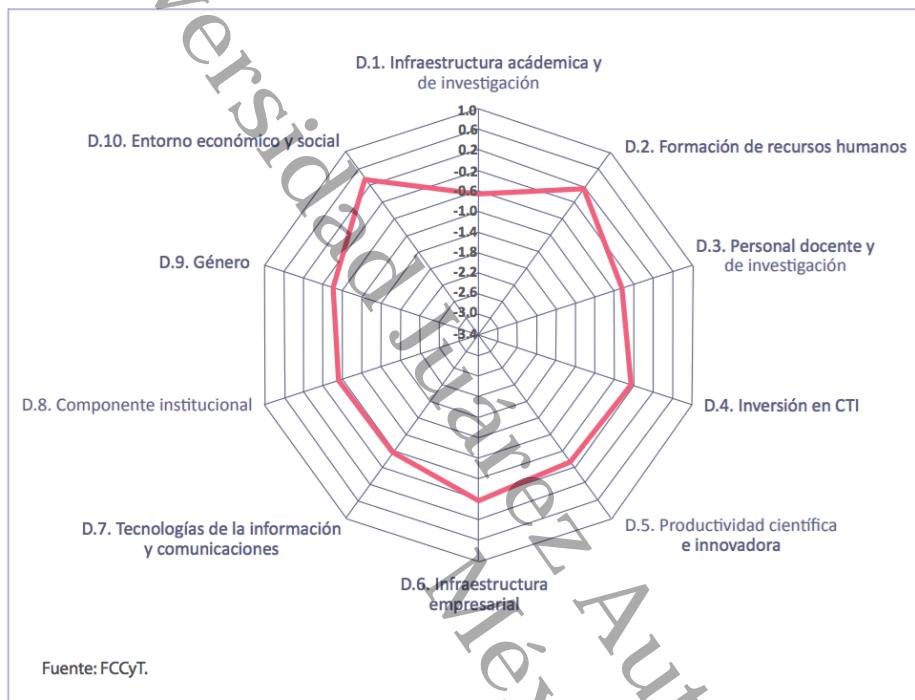 D.1. Infraestructura académica y
de investigación
D.10. Entorno económico y social
D.2. Formación de recursos humanos
D.9. Género
D.3. Personal docente y
de investigación
D.8. Componente institucional
D.4. Inversión en CTI
D.7. Tecnologías de la información
y comunicaciones
D.5. Productividad científica
e innovadora
D.6. Infraestructura
empresarial
1.0
0.6
0.2
-0.2
-0.6
-1.0
-1.4
-1.8
-2.2
-2.6
-3.0
-3.4
Fuente: FCCyT.
versidad Juárez Aut
Méx